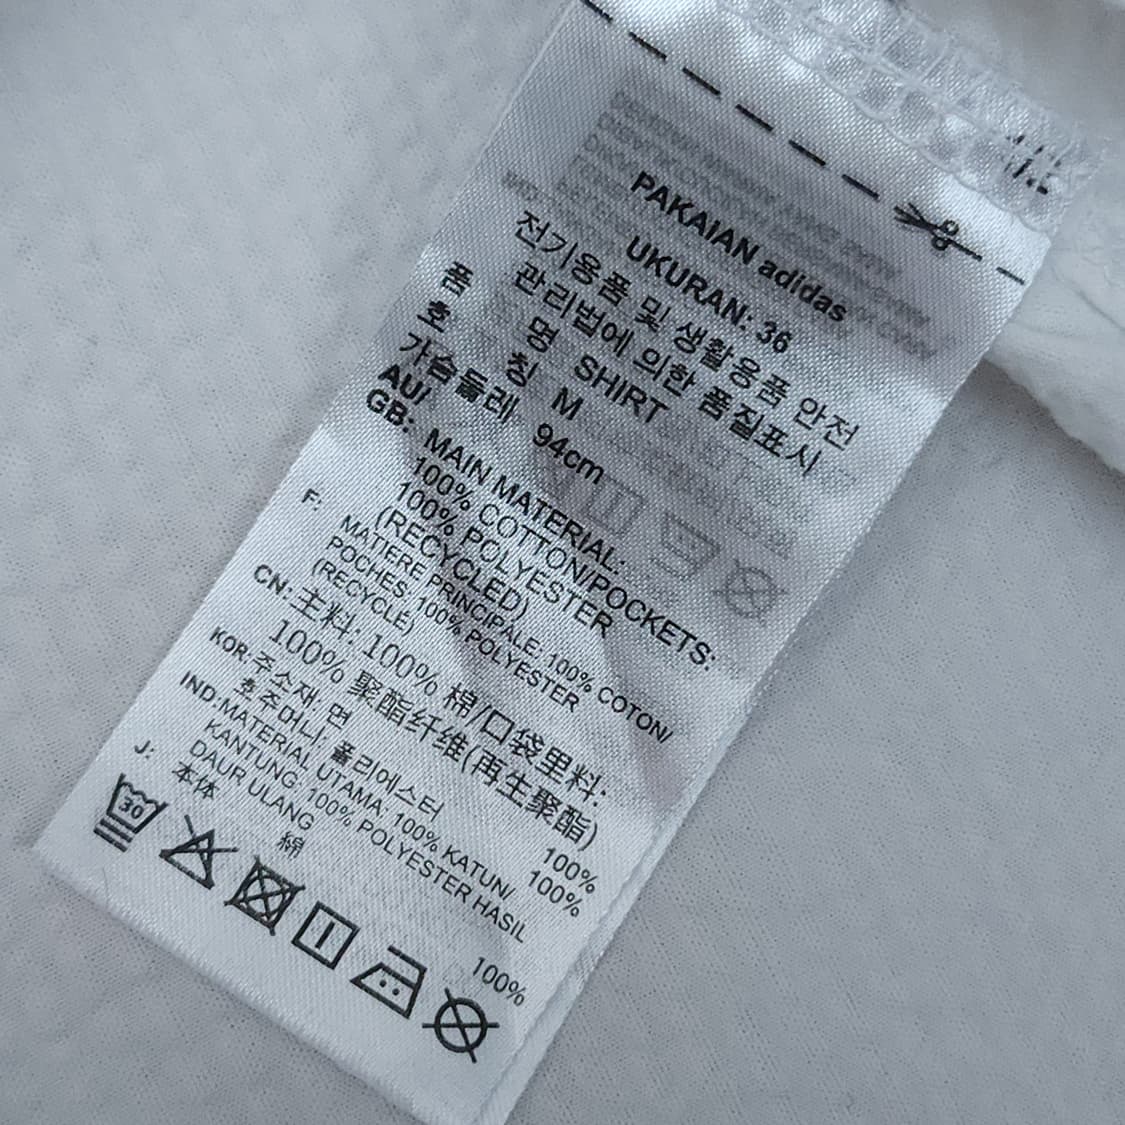 PAKAIAN adidas
UKURAN: 36
전기용품 및 생활용품 안전
관리법에 의한 품질표시
품 명 SHIRT
호 칭 M
가슴둘레 94cm
AU/
GB: MAIN MATERIAL:
100% COTTON/POCKETS:
100% POLYESTER
(RECYCLED)
F: MATIERE PRINCIPALE: 100% COTON/
POCHES: 100% POLYESTER
(RECYCLÉ)
CN: 主料: 100% 棉/口袋里料:
100% 聚酯纤维(再生聚酯)
KOR: 주소재: 면 100%
호주머니: 폴리에스터 100%
IND: MATERIAL UTAMA: 100% KATUN/
KANTUNG: 100% POLYESTER HASIL
DAUR ULANG
J: 本体 綿 100%
30